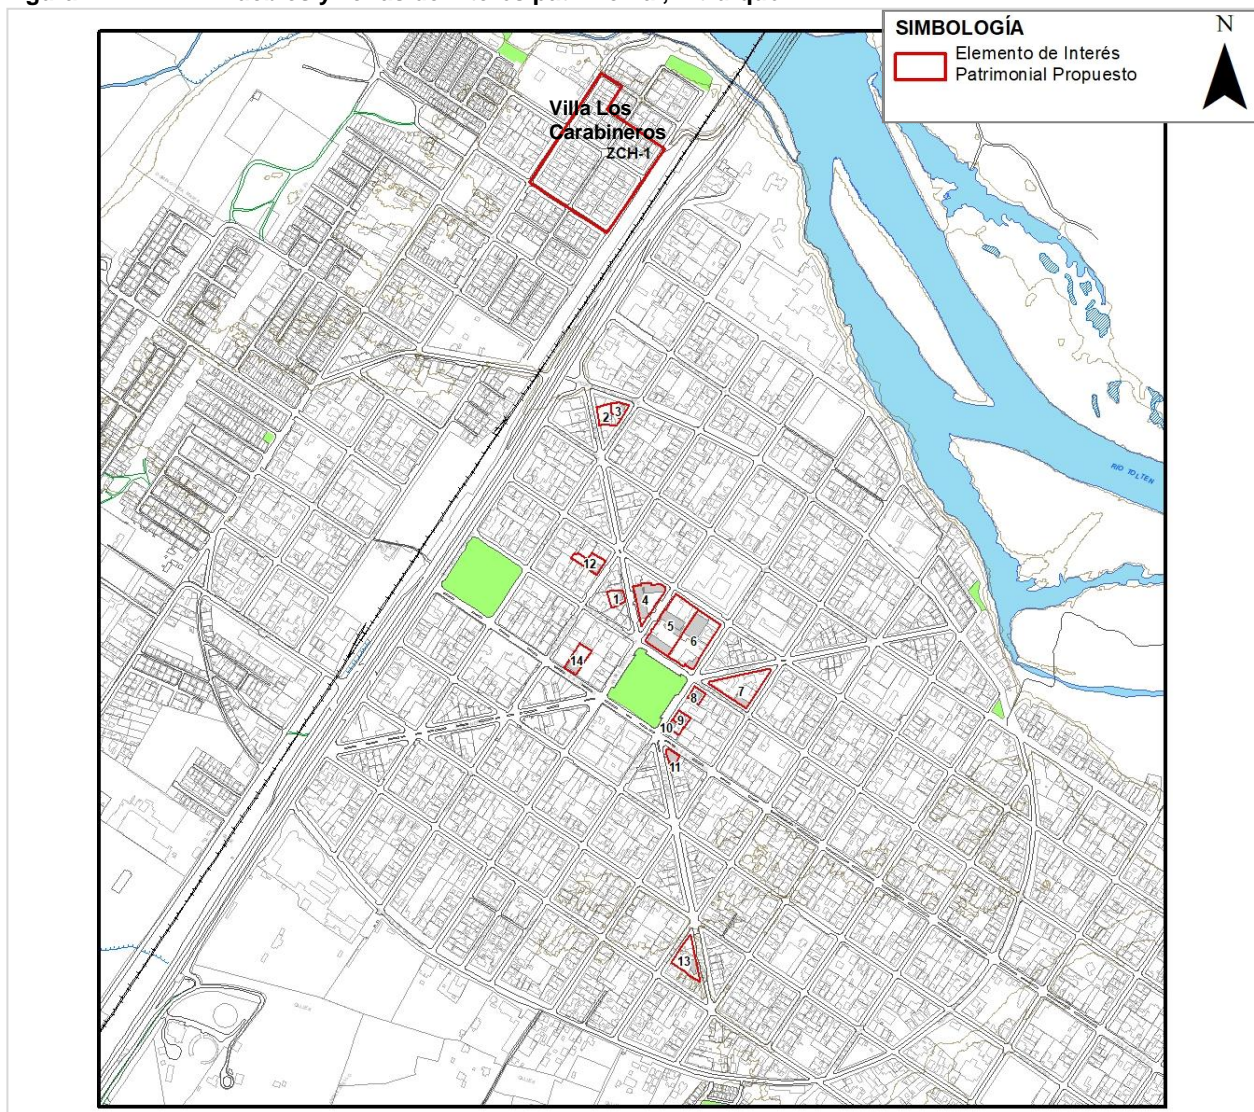 SIMBOLOGÍA
Elemento de Interés
Patrimonial Propuesto
N
Villa Los
Carabineros
ZCH-1
RIO TOLTEN
2
3
12
1
4
5
6
14
7
8
9
10
11
13